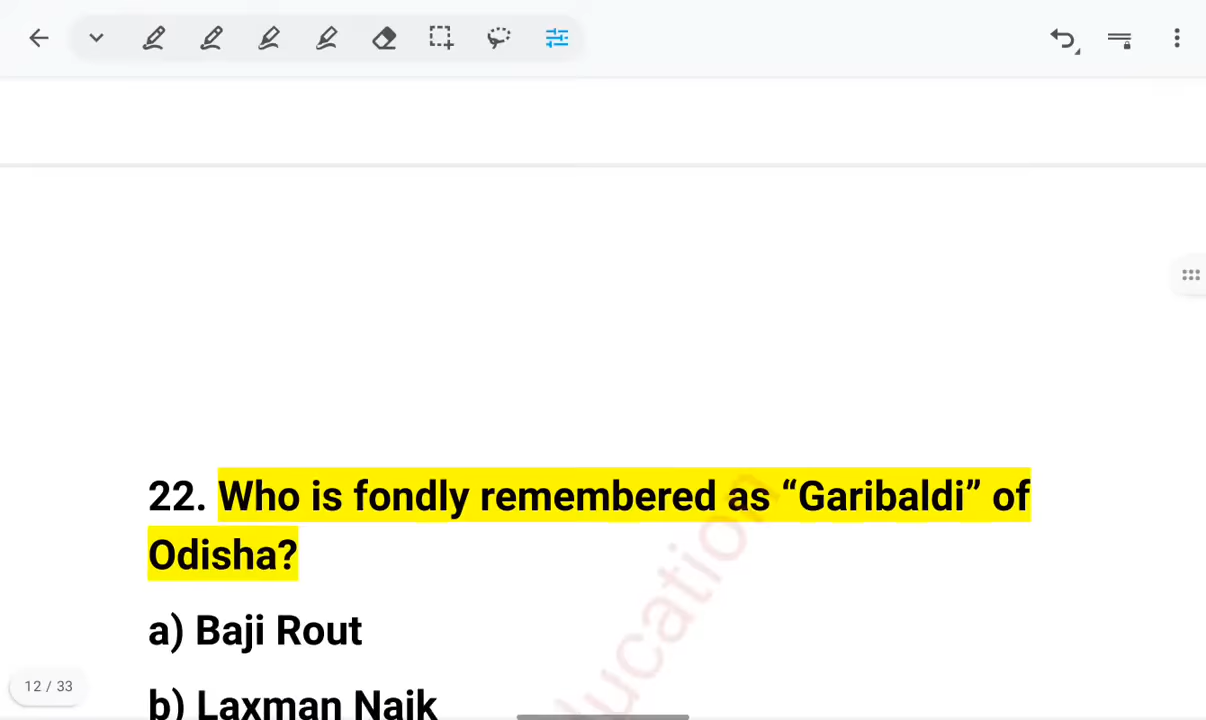 22. Who is fondly remembered as “Garibaldi” of
Odisha?
a) Baji Rout
b) Laxman Naik
12 / 33